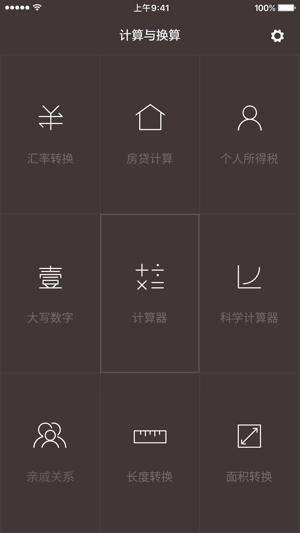 上午9:41
100%
计算与换算
汇率转换
房贷计算
个人所得税
壹
大写数字
计算器
科学计算器
亲戚关系
长度转换
面积转换